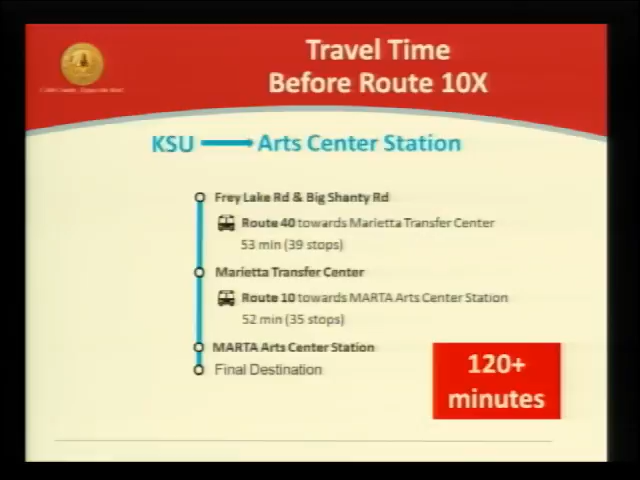 Travel Time
Before Route 10X
KSU
Arts Center Station
Frey Lake Rd & Big Shanty Rd
Route 40 towards Marietta Transfer Center
53 min (39 stops)
Marietta Transfer Center
Route 10 towards MARTA Arts Center Station
52 min (35 stops)
MARTA Arts Center Station
Final Destination
120+
minutes